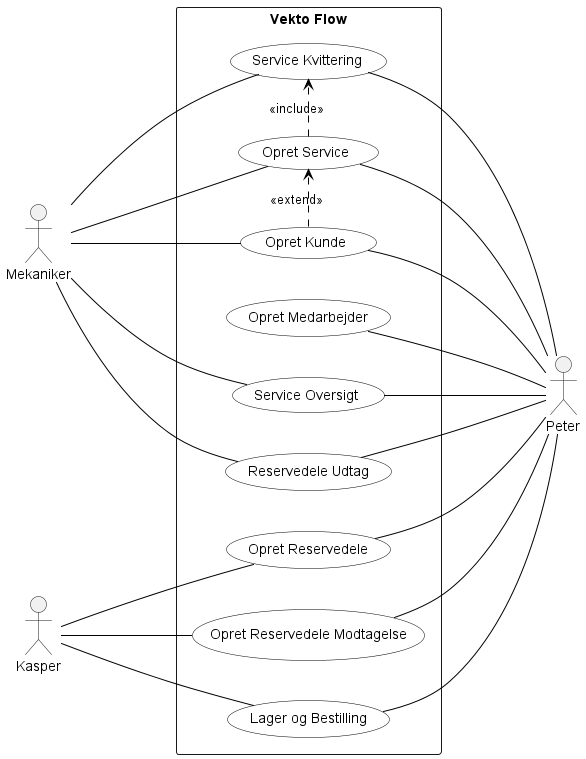 Vekto Flow
Service Kvittering
«include»
Opret Service
«extend»
Opret Kunde
Mekaniker
Opret Medarbejder
Service Oversigt
Peter
Reservedele Udtag
Opret Reservedele
Opret Reservedele Modtagelse
Kasper
Lager og Bestilling